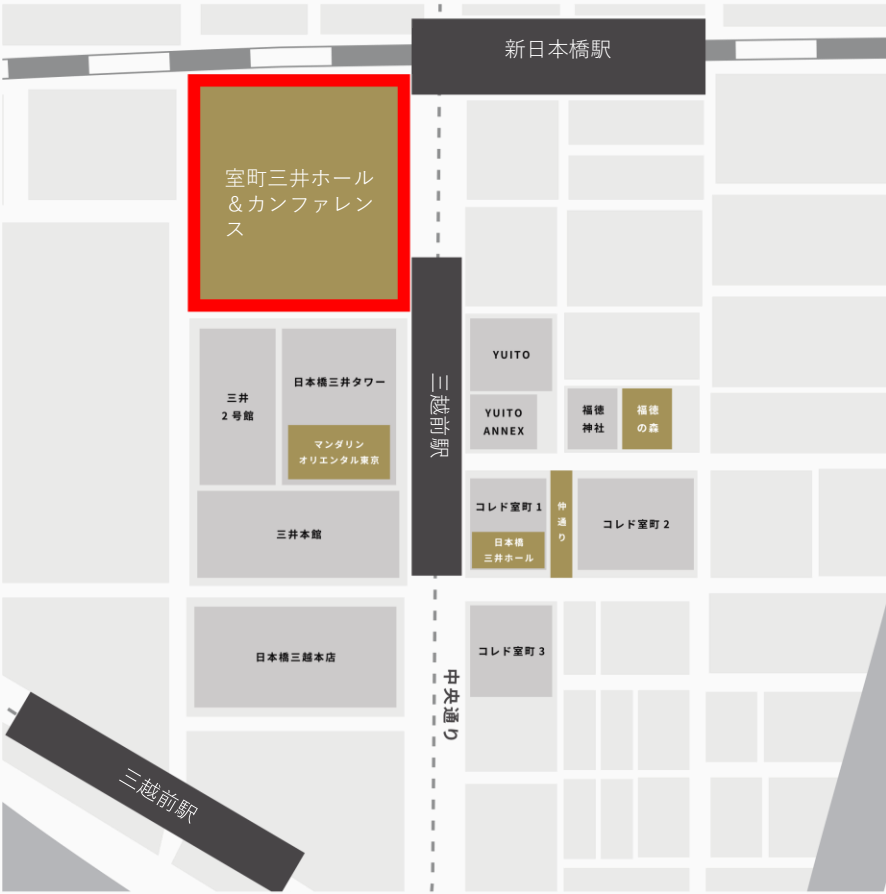 新日本橋駅
室町三井ホール
＆カンファレン
ス
三越前駅
YUITO
日本橋三井タワー
三井
2号館
YUITO
ANNEX
福徳
神社
福徳
の森
マンダリン
オリエンタル東京
コレド室町1
仲通り
コレド室町2
三井本館
日本橋
三井ホール
コレド室町3
日本橋三越本店
中央通り
三越前駅